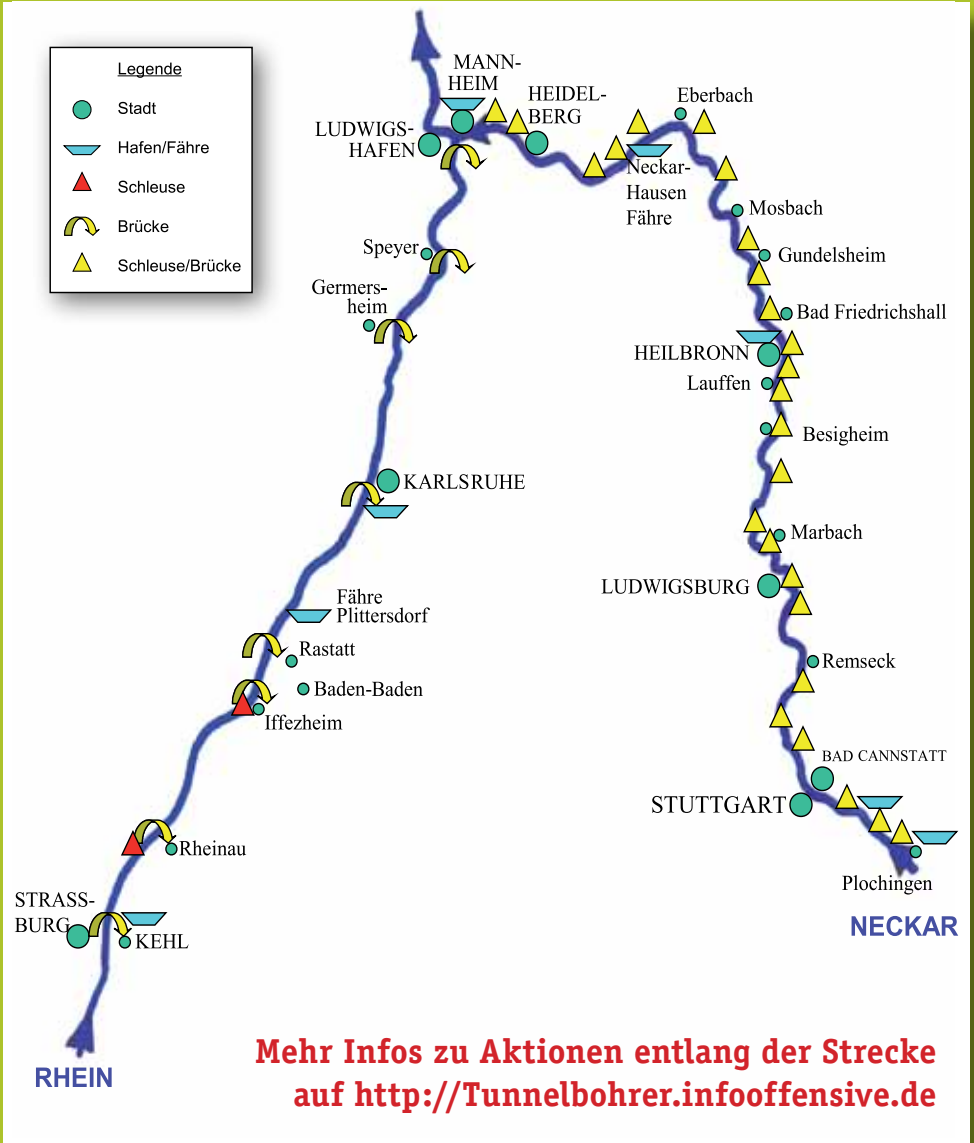 Legende
Stadt
Hafen/Fähre
Schleuse
Brücke
Schleuse/Brücke
MANN-
HEIM
HEIDEL-
BERG
Eberbach
LUDWIGS-
HAFEN
Neckar-
Hausen
Fähre
Mosbach
Speyer
Gundelsheim
Germers-
heim
Bad Friedrichshall
HEILBRONN
Lauffen
Besigheim
KARLSRUHE
Marbach
LUDWIGSBURG
Fähre
Plittersdorf
Rastatt
Remseck
Baden-Baden
Iffezheim
BAD CANNSTATT
STUTTGART
Rheinau
Plochingen
STRASS-
BURG
KEHL
NECKAR
RHEIN
Mehr Infos zu Aktionen entlang der Strecke
auf http://Tunnelbohrer.infooffensive.de